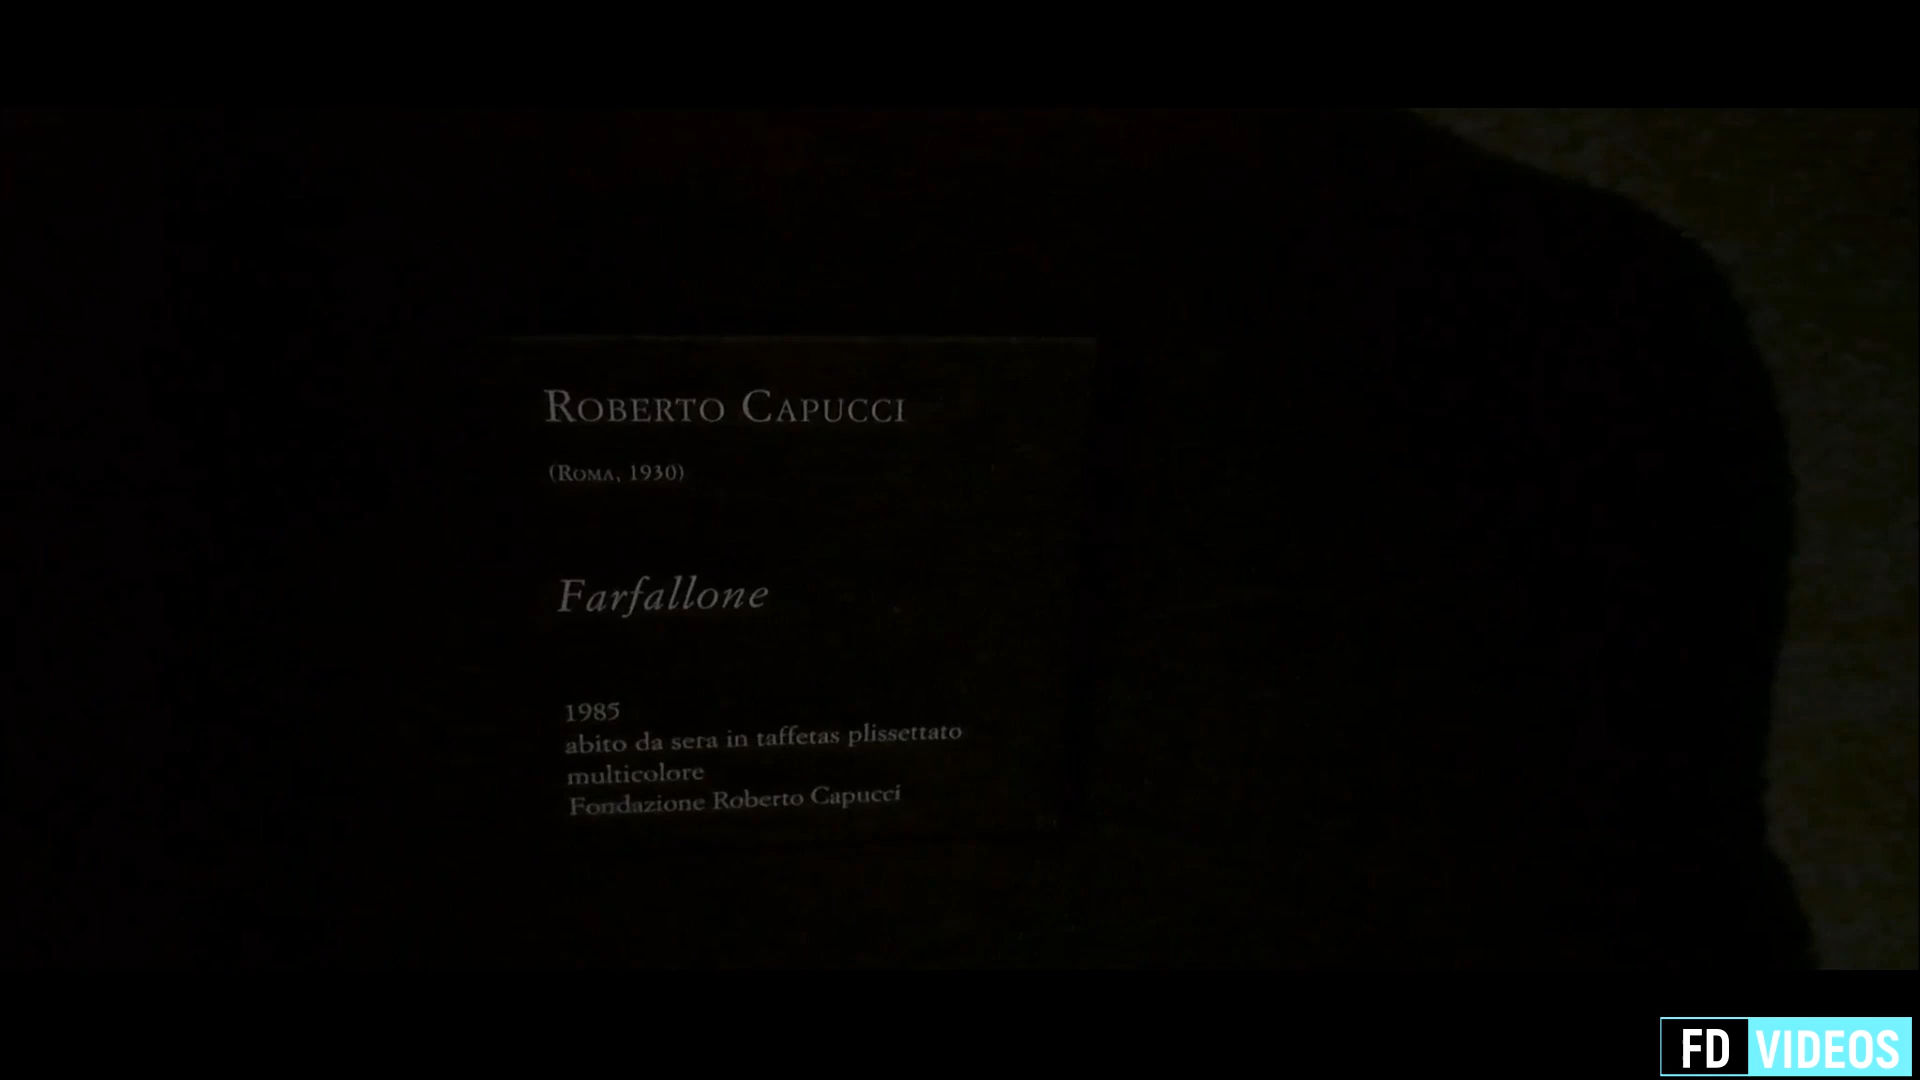 ROBERTO CAPUCCI
(ROMA, 1930)
Farfallone
1985
abito da sera in taffetas plissettato
multicolore
Fondazione Roberto Capucci
FD VIDEOS